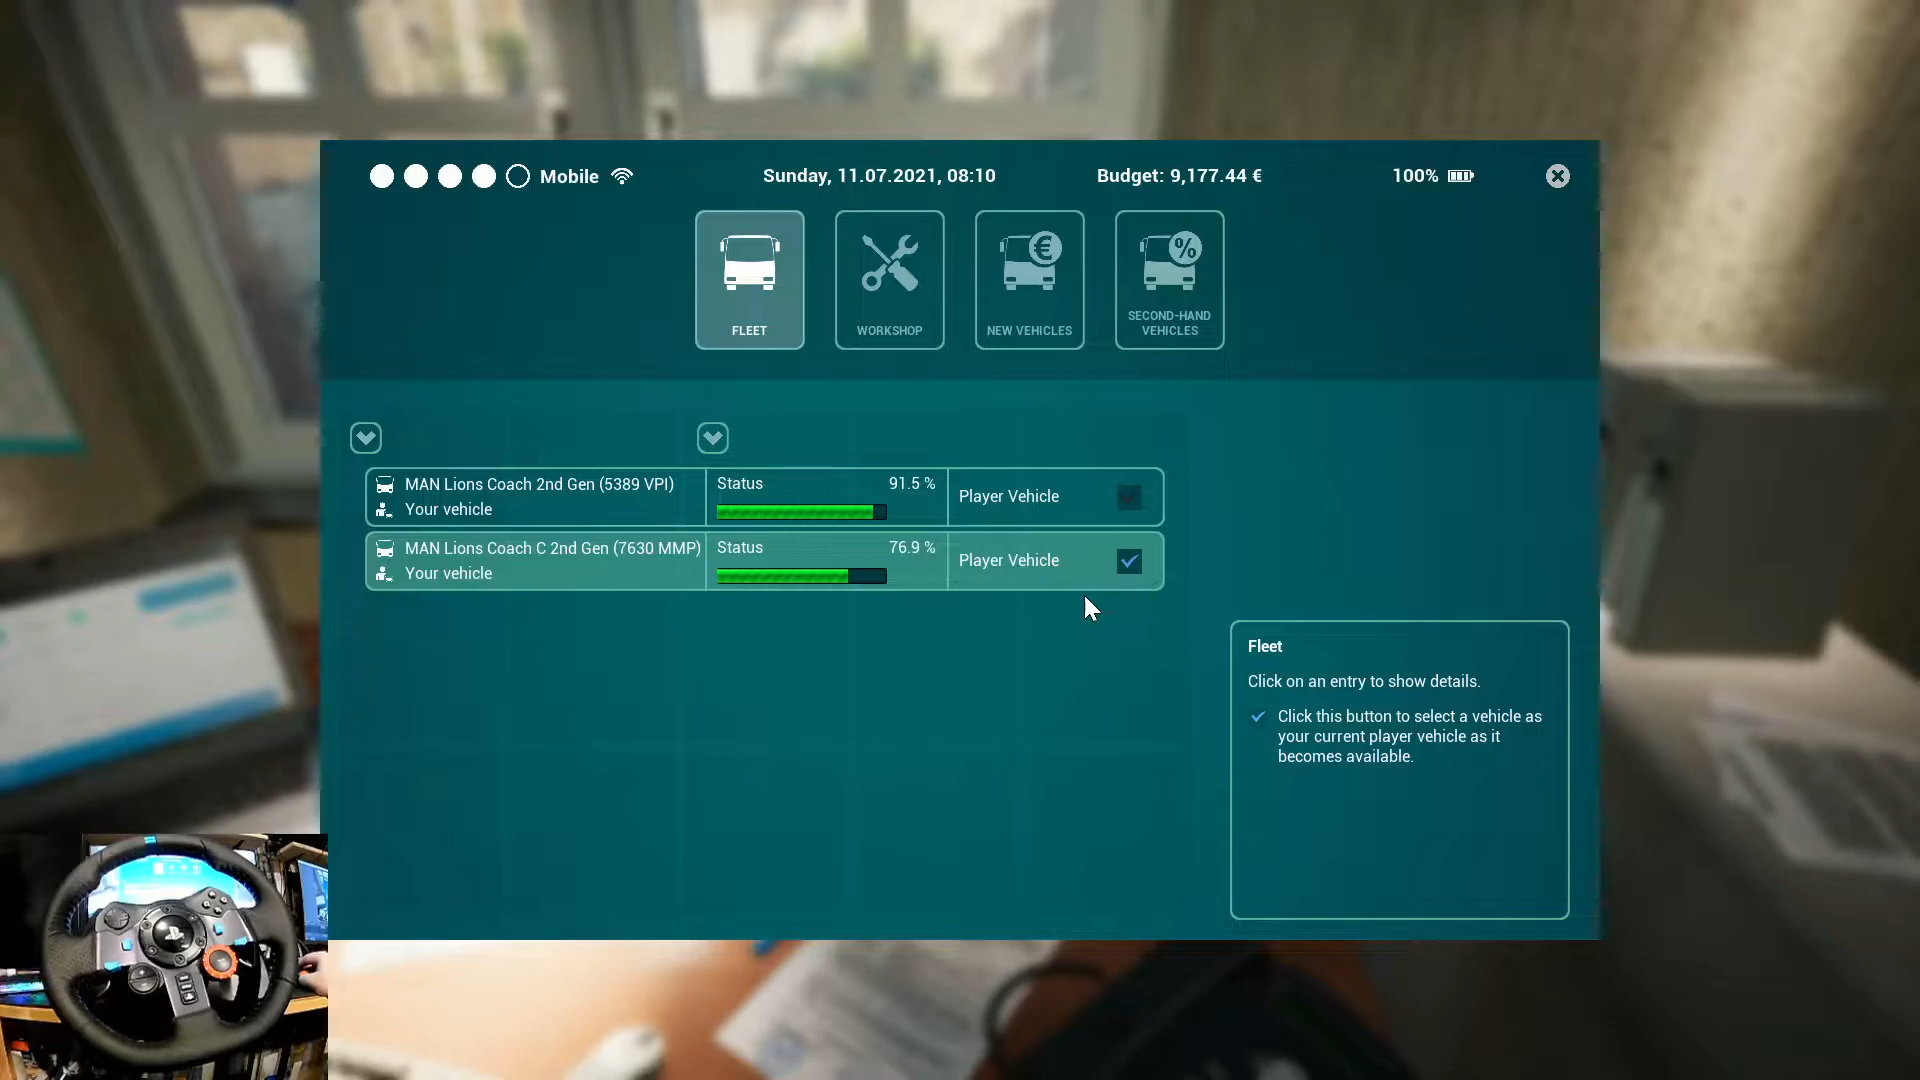 Mobile
Sunday, 11.07.2021, 08:10
Budget: 9,177.44 €
100%
FLEET
WORKSHOP
NEW VEHICLES
SECOND-HAND
VEHICLES
MAN Lions Coach 2nd Gen (5389 VPI)
Your vehicle
Status
91.5 %
Player Vehicle
MAN Lions Coach C 2nd Gen (7630 MMP)
Your vehicle
Status
76.9 %
Player Vehicle
Fleet
Click on an entry to show details.
Click this button to select a vehicle as
your current player vehicle as it
becomes available.